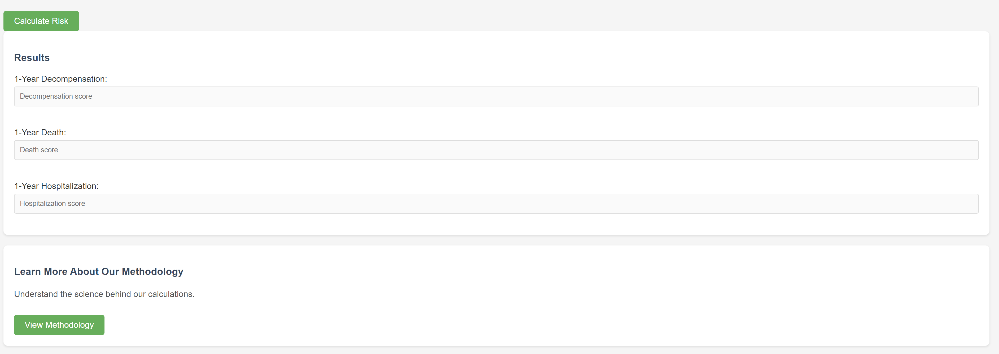 Calculate Risk
Results
1-Year Decompensation:
Decompensation score
1-Year Death:
Death score
1-Year Hospitalization:
Hospitalization score
Learn More About Our Methodology
Understand the science behind our calculations.
View Methodology